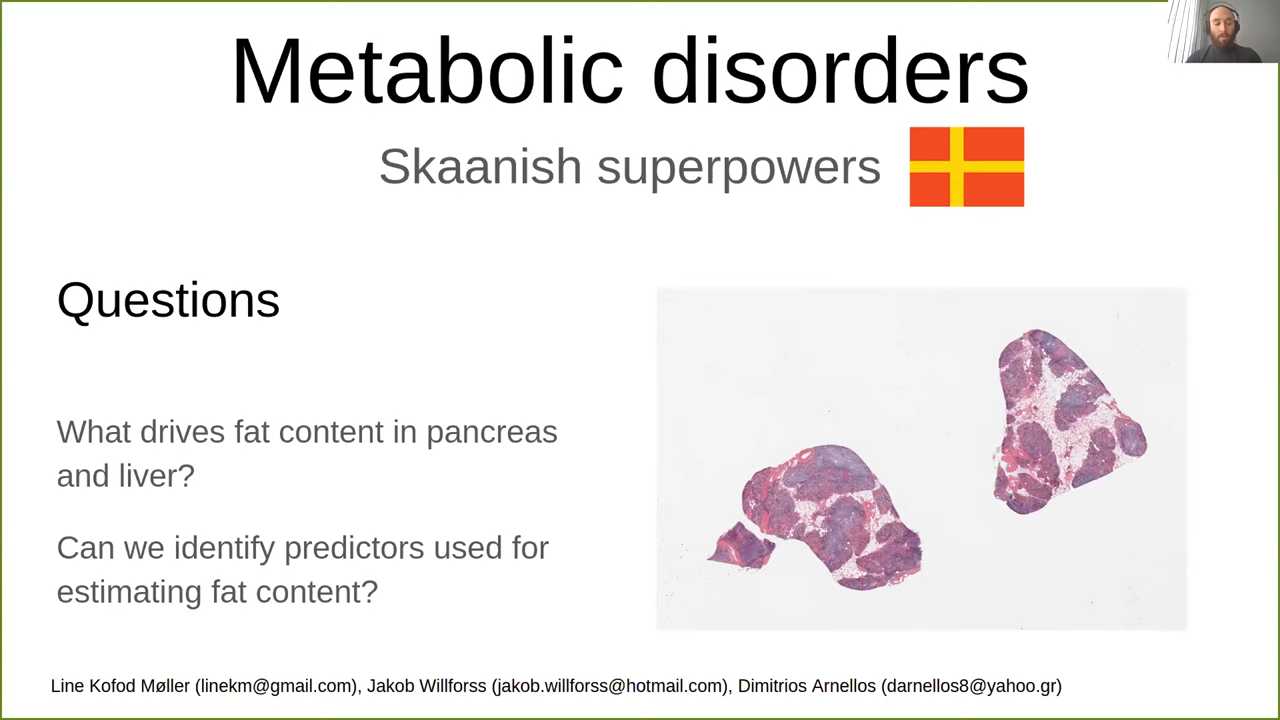 Metabolic disorders
Skaanish superpowers
Questions
What drives fat content in pancreas
and liver?
Can we identify predictors used for
estimating fat content?
Line Kofod Møller (linekm@gmail.com), Jakob Willforss (jakob.willforss@hotmail.com), Dimitrios Arnellos (darnellos8@yahoo.gr)